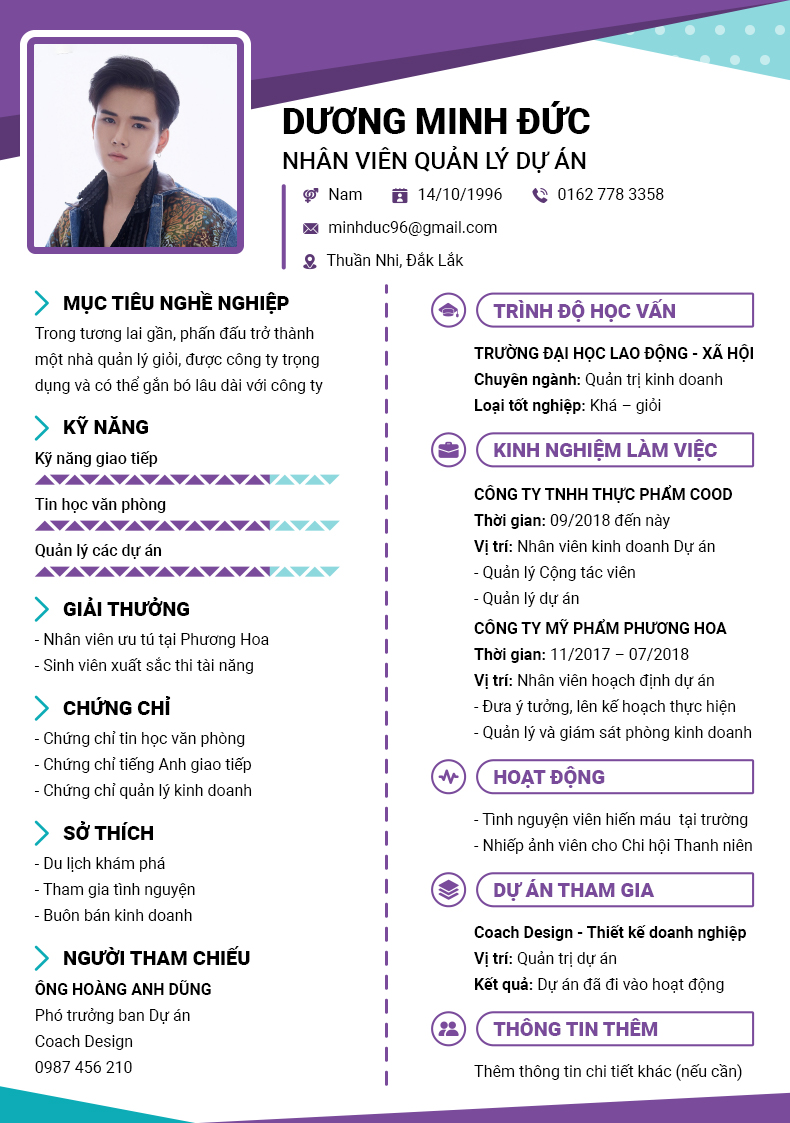 DƯƠNG MINH ĐỨC
NHÂN VIÊN QUẢN LÝ DỰ ÁN
Nam 14/10/1996 0162 778 3358
minhduc96@gmail.com
Thuần Nhi, Đắk Lắk
MỤC TIÊU NGHỀ NGHIỆP
Trong tương lai gần, phấn đấu trở thành
một nhà quản lý giỏi, được công ty trọng
dụng và có thể gắn bó lâu dài với công ty
KỸ NĂNG
Kỹ năng giao tiếp
Tin học văn phòng
Quản lý các dự án
GIẢI THƯỞNG
- Nhân viên ưu tú tại Phương Hoa
- Sinh viên xuất sắc thi tài năng
CHỨNG CHỈ
- Chứng chỉ tin học văn phòng
- Chứng chỉ tiếng Anh giao tiếp
- Chứng chỉ quản lý kinh doanh
SỞ THÍCH
- Du lịch khám phá
- Tham gia tình nguyện
- Buôn bán kinh doanh
NGƯỜI THAM CHIẾU
ÔNG HOÀNG ANH DŨNG
Phó trưởng ban Dự án
Coach Design
0987 456 210
TRÌNH ĐỘ HỌC VẤN
TRƯỜNG ĐẠI HỌC LAO ĐỘNG - XÃ HỘI
Chuyên ngành: Quản trị kinh doanh
Loại tốt nghiệp: Khá – giỏi
KINH NGHIỆM LÀM VIỆC
CÔNG TY TNHH THỰC PHẨM COOD
Thời gian: 09/2018 đến này
Vị trí: Nhân viên kinh doanh Dự án
- Quản lý Cộng tác viên
- Quản lý dự án
CÔNG TY MỸ PHẨM PHƯƠNG HOA
Thời gian: 11/2017 – 07/2018
Vị trí: Nhân viên hoạch định dự án
- Đưa ý tưởng, lên kế hoạch thực hiện
- Quản lý và giám sát phòng kinh doanh
HOẠT ĐỘNG
- Tình nguyện viên hiến máu  tại trường
- Nhiếp ảnh viên cho Chi hội Thanh niên
DỰ ÁN THAM GIA
Coach Design - Thiết kế doanh nghiệp
Vị trí: Quản trị dự án
Kết quả: Dự án đã đi vào hoạt động
THÔNG TIN THÊM
Thêm thông tin chi tiết khác (nếu cần)